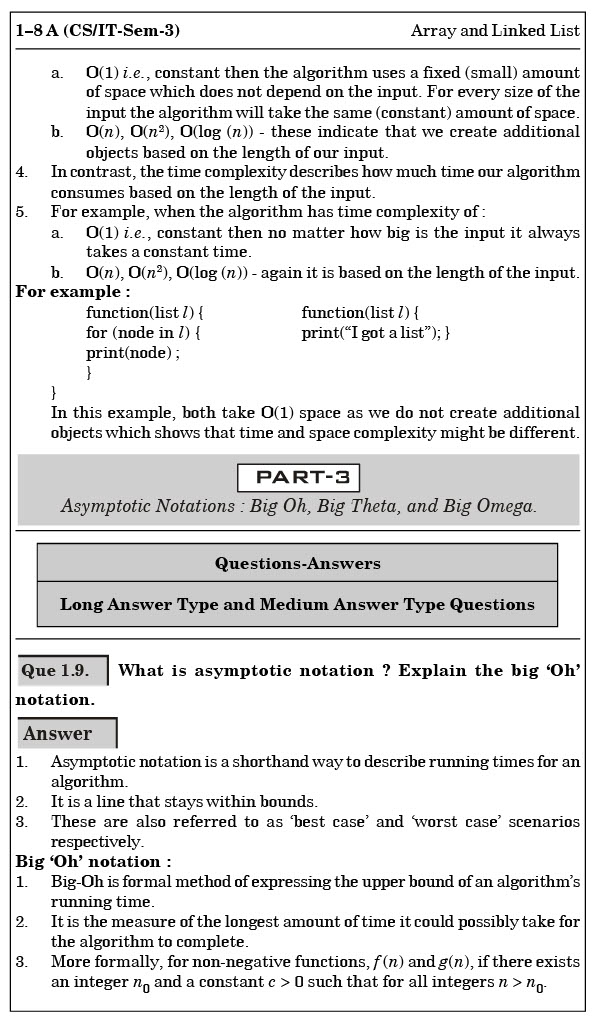 1–8 A (CS/IT-Sem-3) Array and Linked List
a. O(1) i.e., constant then the algorithm uses a fixed (small) amount
of space which does not depend on the input. For every size of the
input the algorithm will take the same (constant) amount of space.
b. O(n), O(n²), O(log (n)) - these indicate that we create additional
objects based on the length of our input.
4. In contrast, the time complexity describes how much time our algorithm
consumes based on the length of the input.
5. For example, when the algorithm has time complexity of :
a. O(1) i.e., constant then no matter how big is the input it always
takes a constant time.
b. O(n), O(n²), O(log (n)) - again it is based on the length of the input.
For example :
function(list l) { function(list l) {
for (node in l) { print(“I got a list”); }
print(node) ;
}
}
In this example, both take O(1) space as we do not create additional
objects which shows that time and space complexity might be different.
PART-3
Asymptotic Notations : Big Oh, Big Theta, and Big Omega.
Questions-Answers
Long Answer Type and Medium Answer Type Questions
Que 1.9. What is asymptotic notation ? Explain the big ‘Oh’
notation.
Answer
1. Asymptotic notation is a shorthand way to describe running times for an
algorithm.
2. It is a line that stays within bounds.
3. These are also referred to as ‘best case’ and ‘worst case’ scenarios
respectively.
Big ‘Oh’ notation :
1. Big-Oh is formal method of expressing the upper bound of an algorithm’s
running time.
2. It is the measure of the longest amount of time it could possibly take for
the algorithm to complete.
3. More formally, for non-negative functions, f (n) and g(n), if there exists
an integer n₀ and a constant c > 0 such that for all integers n > n₀.